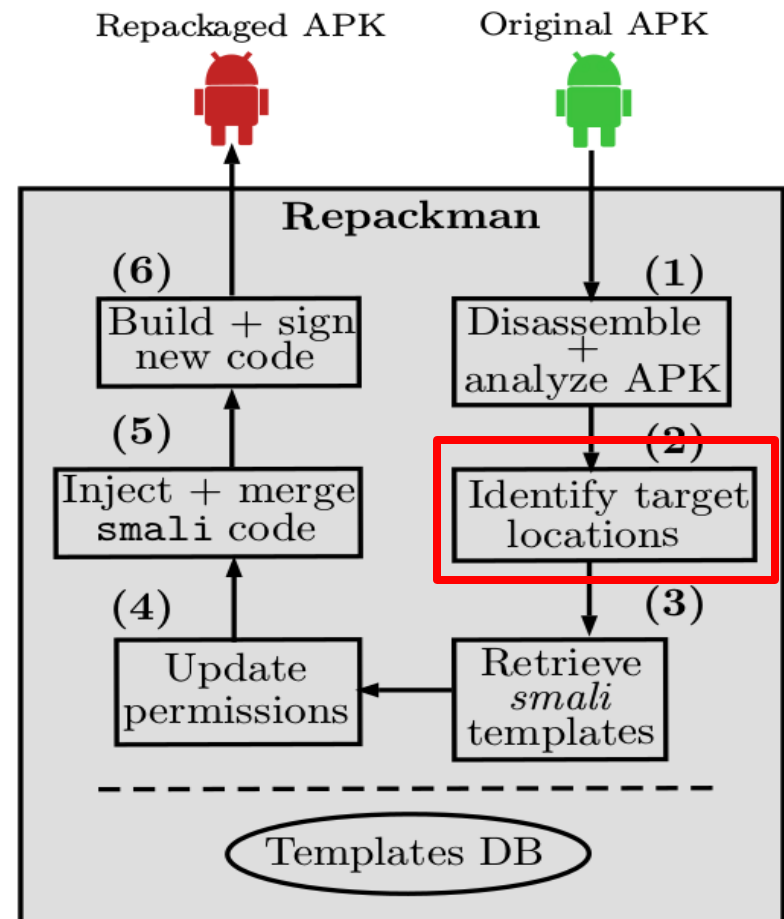 Repackaged APK
Original APK
Repackman
(1)
Disassemble
+
analyze APK
(2)
Identify target
locations
(3)
Retrieve
smali
templates
(4)
Update
permissions
(5)
Inject + merge
smali code
(6)
Build + sign
new code
Templates DB